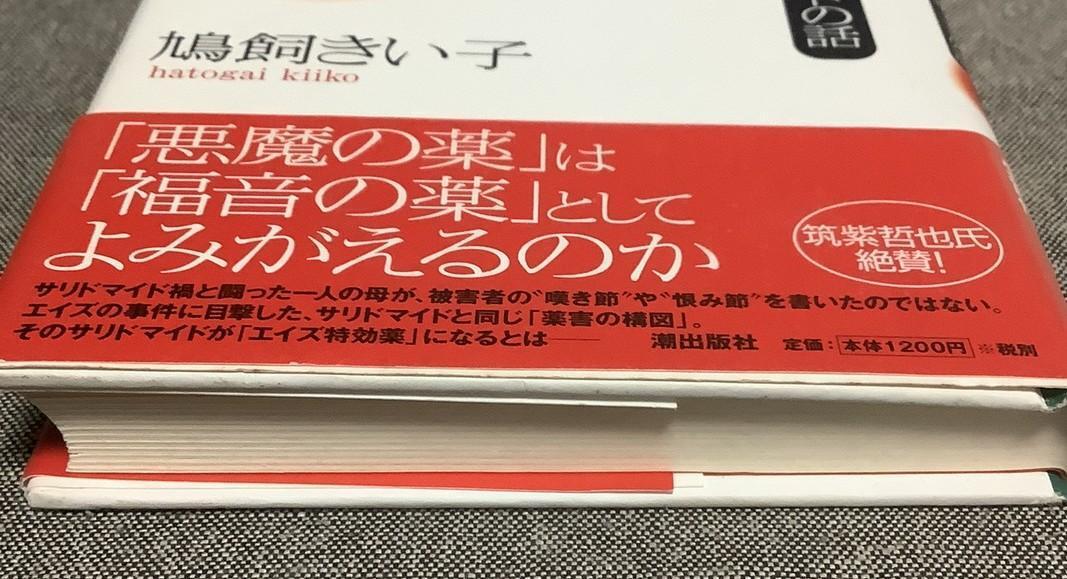 の話
鳩飼きい子
hatogai kiiko
「悪魔の薬」は
「福音の薬」として
よみがえるのか
筑紫哲也氏
絶賛!
サリドマイド禍と闘った一人の母が、被害者の〝嘆き節〟や〝恨み節〟を書いたのではない。
エイズの事件に目撃した、サリドマイドと同じ「薬害の構図」。
そのサリドマイドが「エイズ特効薬」になるとは――
潮出版社 定価:本体1200円 ※税別